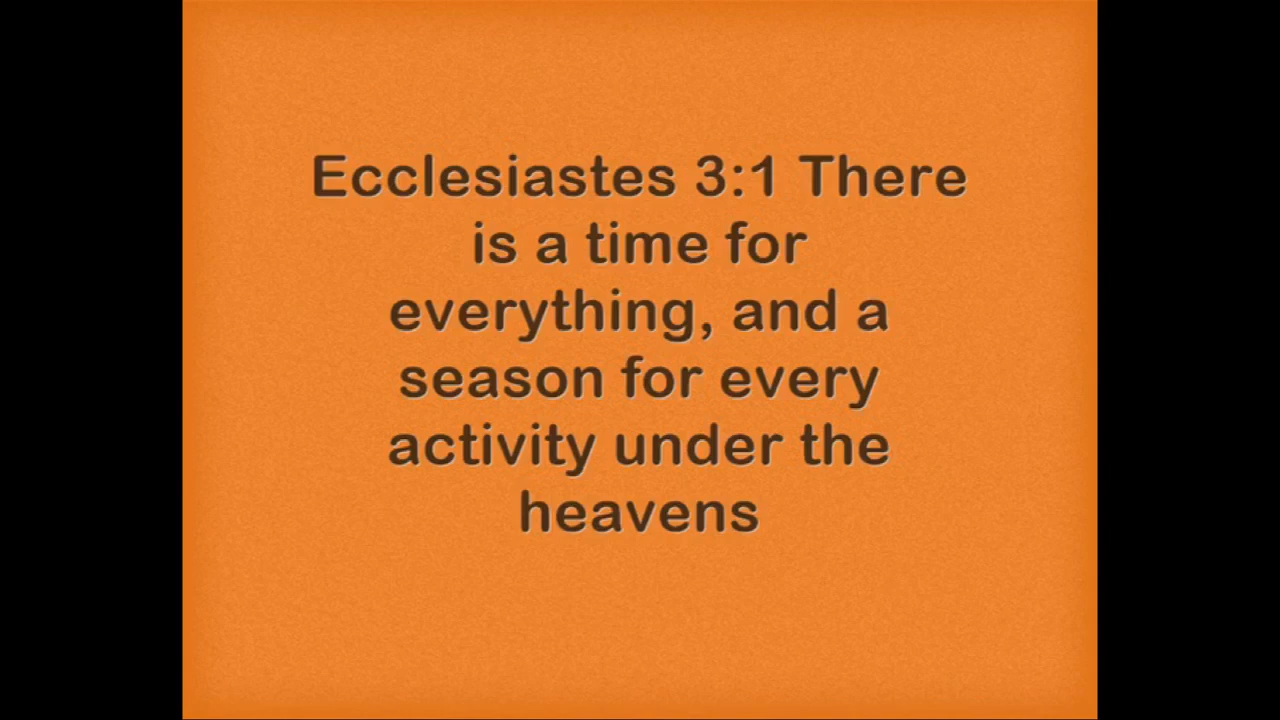 Ecclesiastes 3:1 There
is a time for
everything, and a
season for every
activity under the
heavens